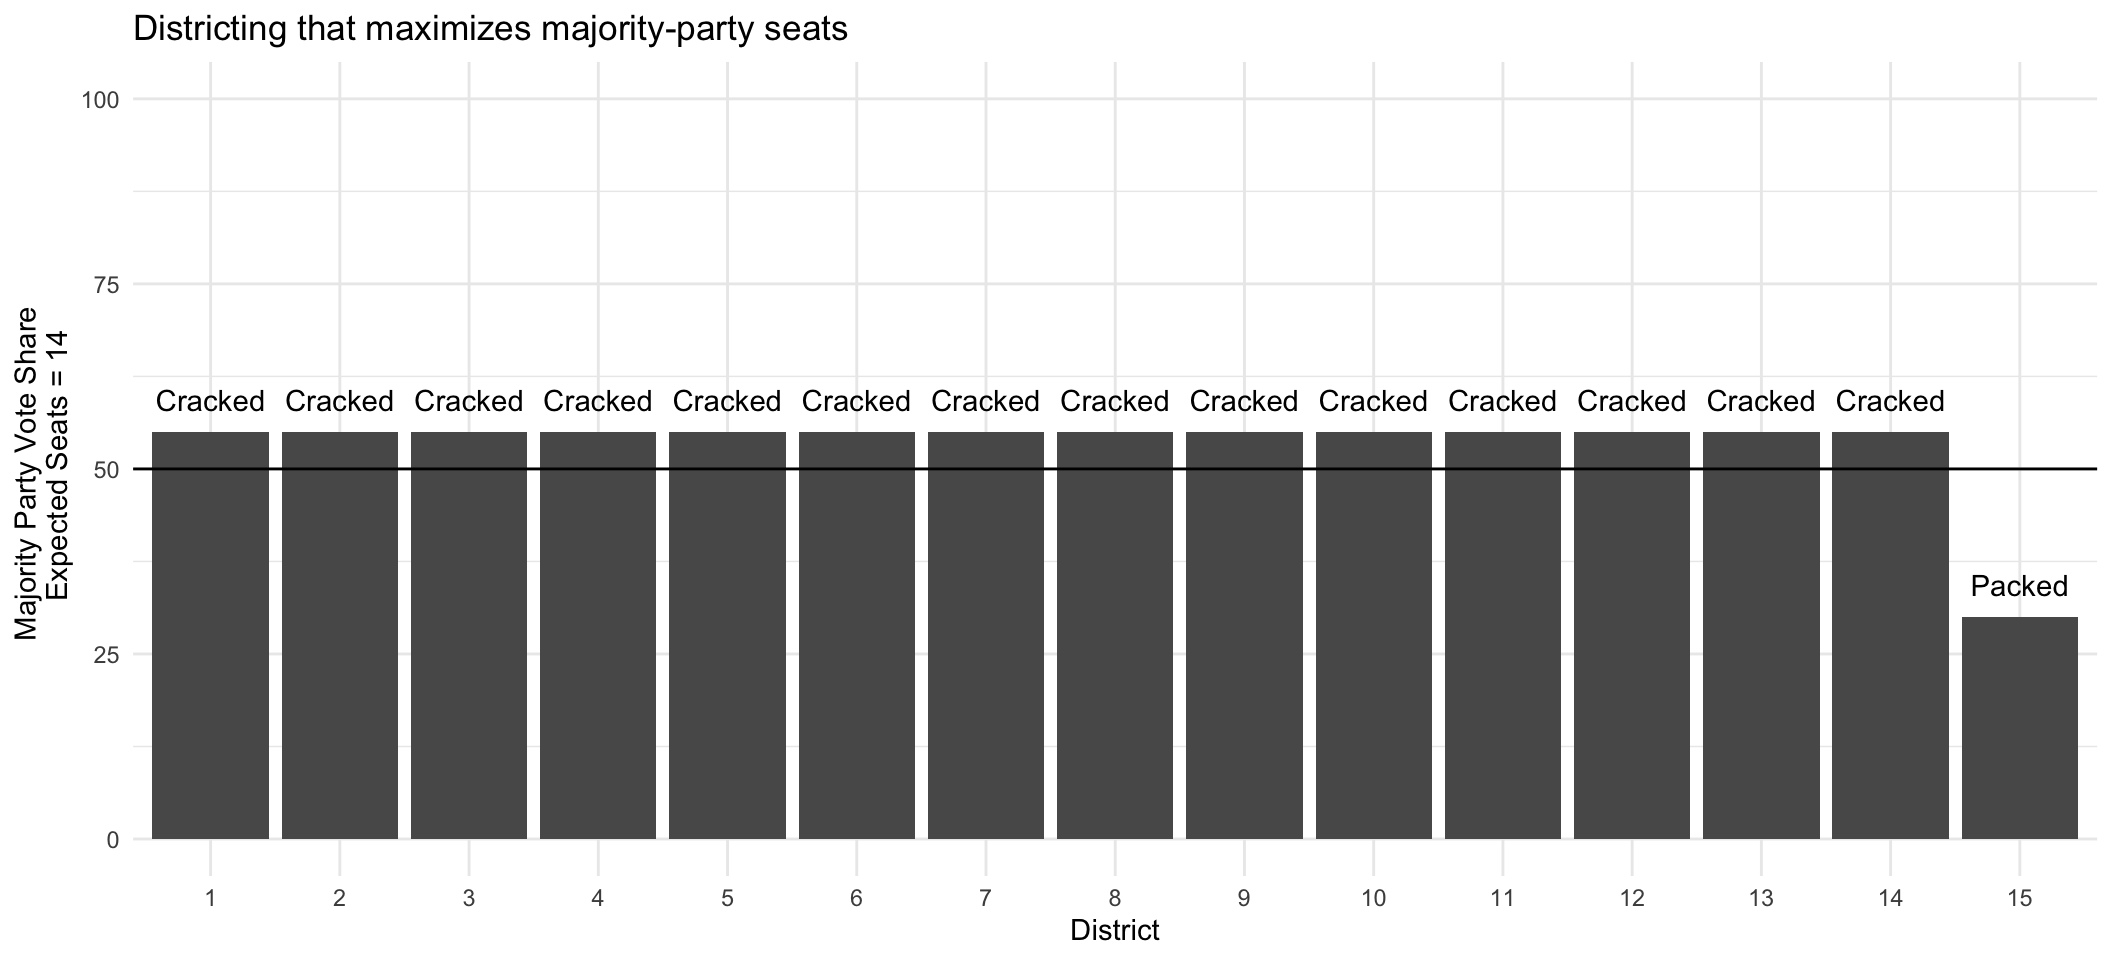 Districting that maximizes majority-party seats
Majority Party Vote Share
Expected Seats = 14
100
75
50
25
0
Cracked Cracked Cracked Cracked Cracked Cracked Cracked Cracked Cracked Cracked Cracked Cracked Cracked Cracked
Packed
1 2 3 4 5 6 7 8 9 10 11 12 13 14 15
District